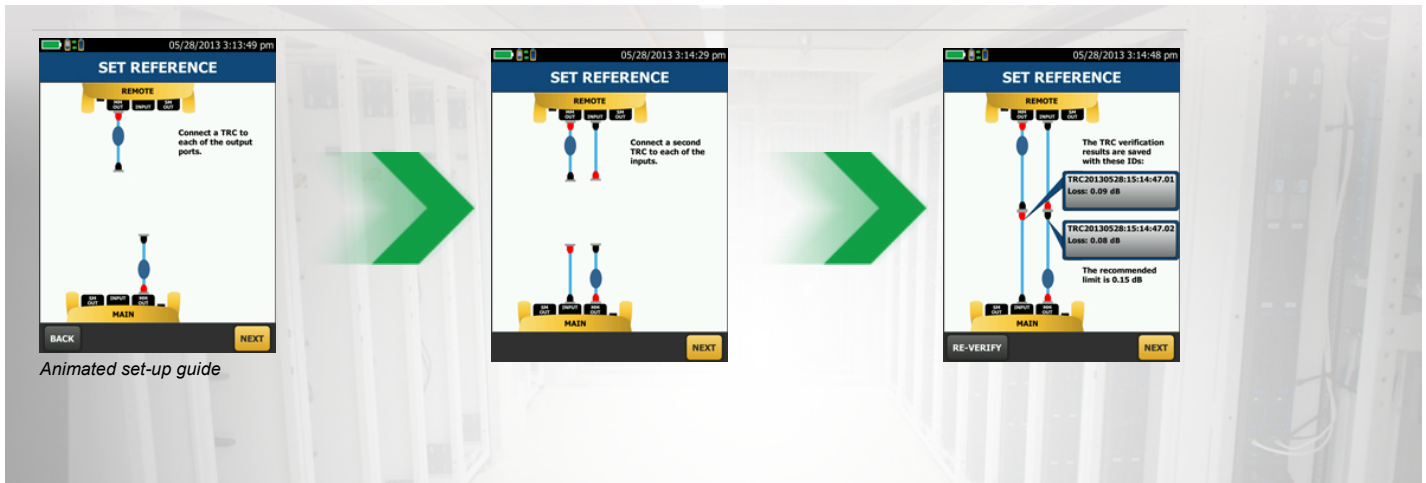 05/28/2013 3:13:49 pm
SET REFERENCE
REMOTE
MM OUT INPUT SM OUT
Connect a TRC to
each of the output
ports.
SM OUT INPUT MM OUT
MAIN
BACK NEXT
Animated set-up guide
05/28/2013 3:14:29 pm
SET REFERENCE
REMOTE
MM OUT INPUT SM OUT
Connect a second
TRC to each of the
inputs.
SM OUT INPUT MM OUT
MAIN
NEXT
05/28/2013 3:14:48 pm
SET REFERENCE
REMOTE
MM OUT INPUT SM OUT
The TRC verification
results are saved
with these IDs:
TRC20130528:15:14:47.01
Loss: 0.09 dB
TRC20130528:15:14:47.02
Loss: 0.08 dB
The recommended
limit is 0.15 dB
SM OUT INPUT MM OUT
MAIN
RE-VERIFY NEXT